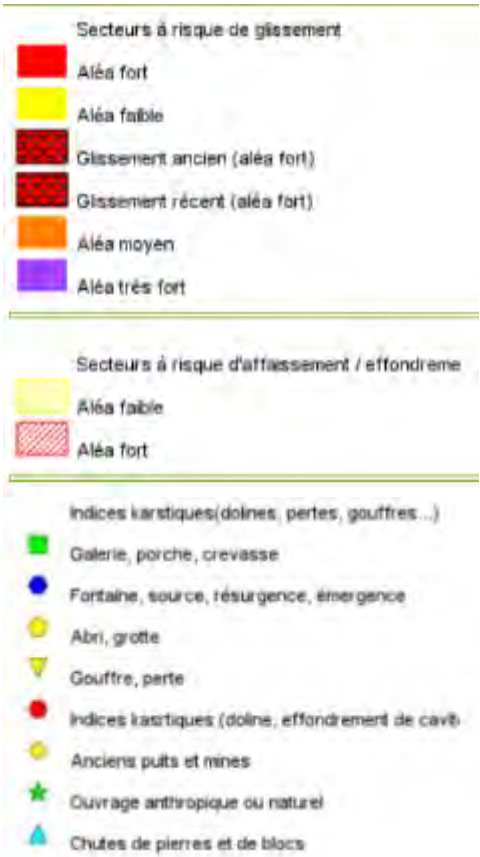 Secteurs à risque de glissement
Aléa fort
Aléa faible
Glissement ancien (aléa fort)
Glissement récent (aléa fort)
Aléa moyen
Aléa très fort
Secteurs à risque d'affaissement / effondreme
Aléa faible
Aléa fort
Indices karstiques(dolines, pertes, gouffres...)
Galerie, porche, crevasse
Fontaine, source, résurgence, émergence
Abri, grotte
Gouffre, perte
Indices kasrtiques (doline, effondrement de cavit
Anciens puits et mines
Ouvrage anthropique ou naturel
Chutes de pierres et de blocs